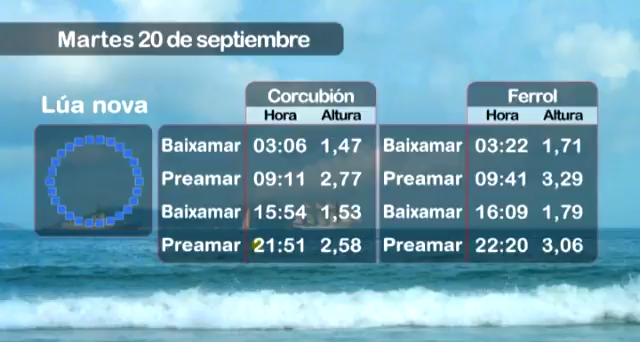 Martes 20 de septiembre
Lúa nova
Corcubión
Hora Altura
Baixamar 03:06 1,47
Preamar 09:11 2,77
Baixamar 15:54 1,53
Preamar 21:51 2,58
Ferrol
Hora Altura
Baixamar 03:22 1,71
Preamar 09:41 3,29
Baixamar 16:09 1,79
Preamar 22:20 3,06